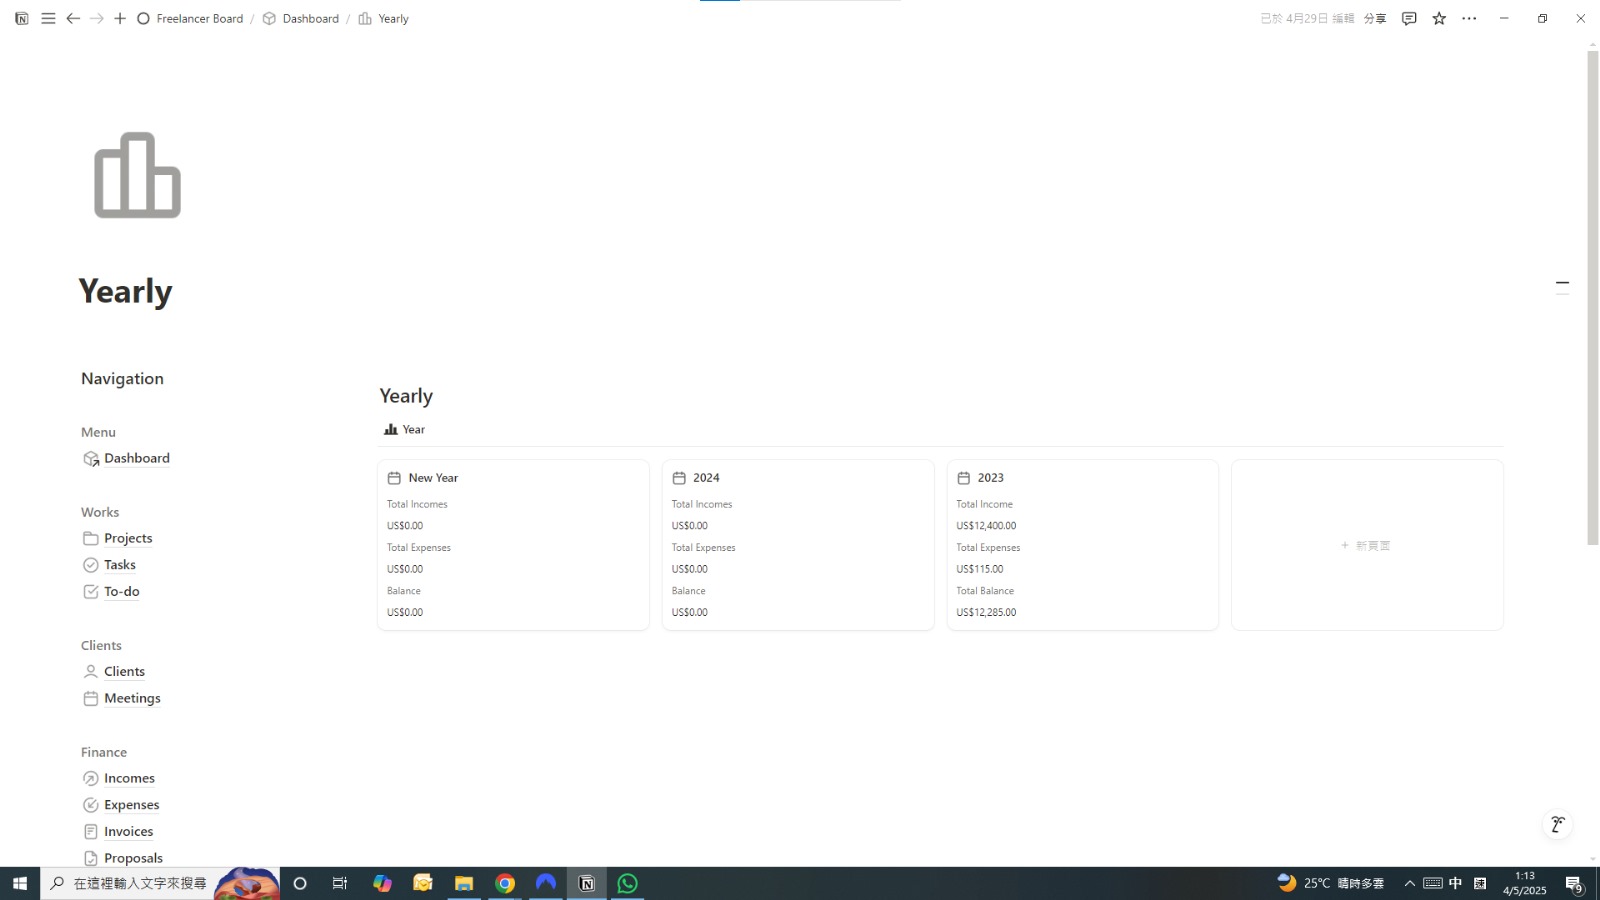 Freelancer Board / Dashboard / Yearly
已於 4月29日 編輯 分享
Yearly
Navigation
Menu
Dashboard
Works
Projects
Tasks
To-do
Clients
Clients
Meetings
Finance
Incomes
Expenses
Invoices
Proposals
Yearly
Year
New Year
Total Incomes
US$0.00
Total Expenses
US$0.00
Balance
US$0.00
2024
Total Incomes
US$0.00
Total Expenses
US$0.00
Balance
US$0.00
2023
Total Income
US$12,400.00
Total Expenses
US$115.00
Total Balance
US$12,285.00
+ 新頁面
在這裡輸入文字來搜尋
25°C 晴時多雲
中
1:13
4/5/2025
9